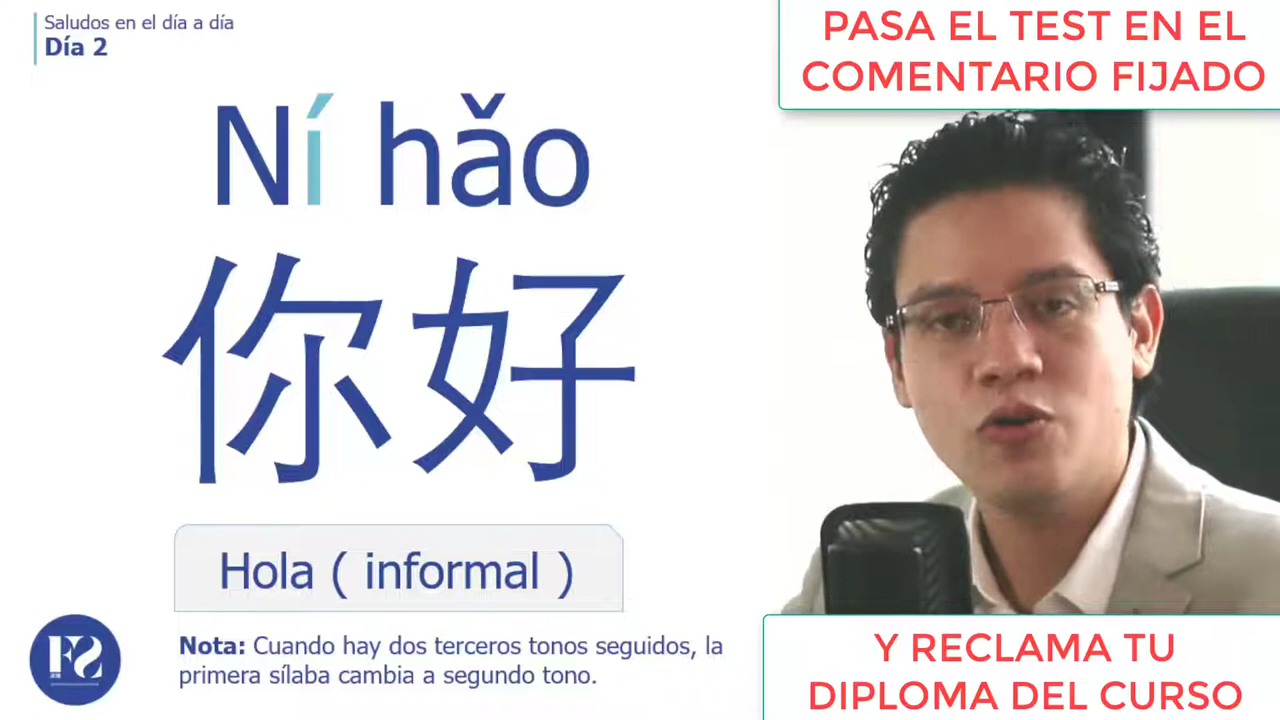 Saludos en el día a día
Día 2
Ní hǎo
你好
Hola ( informal )
Nota: Cuando hay dos terceros tonos seguidos, la
primera sílaba cambia a segundo tono.
PASA EL TEST EN EL
COMENTARIO FIJADO
Y RECLAMA TU
DIPLOMA DEL CURSO